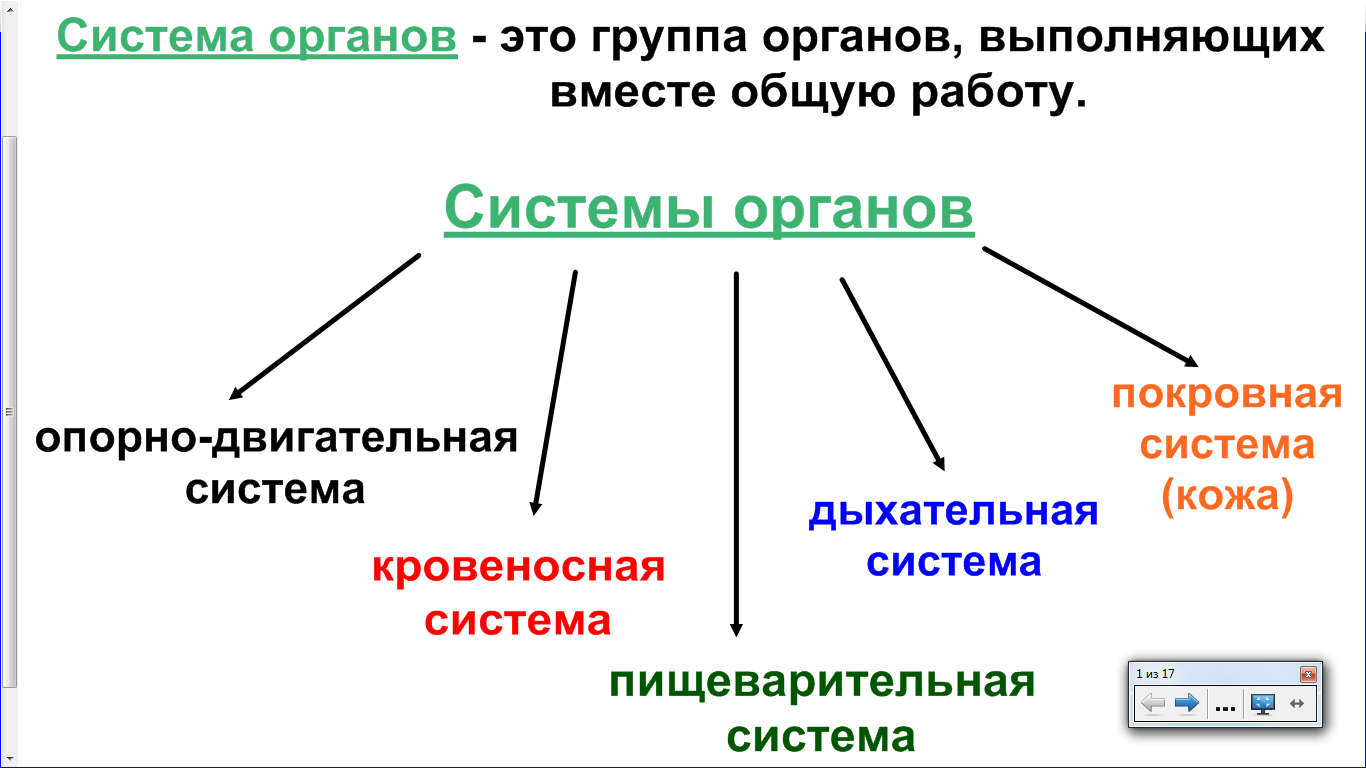 Система органов - это группа органов, выполняющих
вместе общую работу.
Системы органов
опорно-двигательная
система
кровеносная
система
пищеварительная
система
дыхательная
система
покровная
система
(кожа)
1 из 17